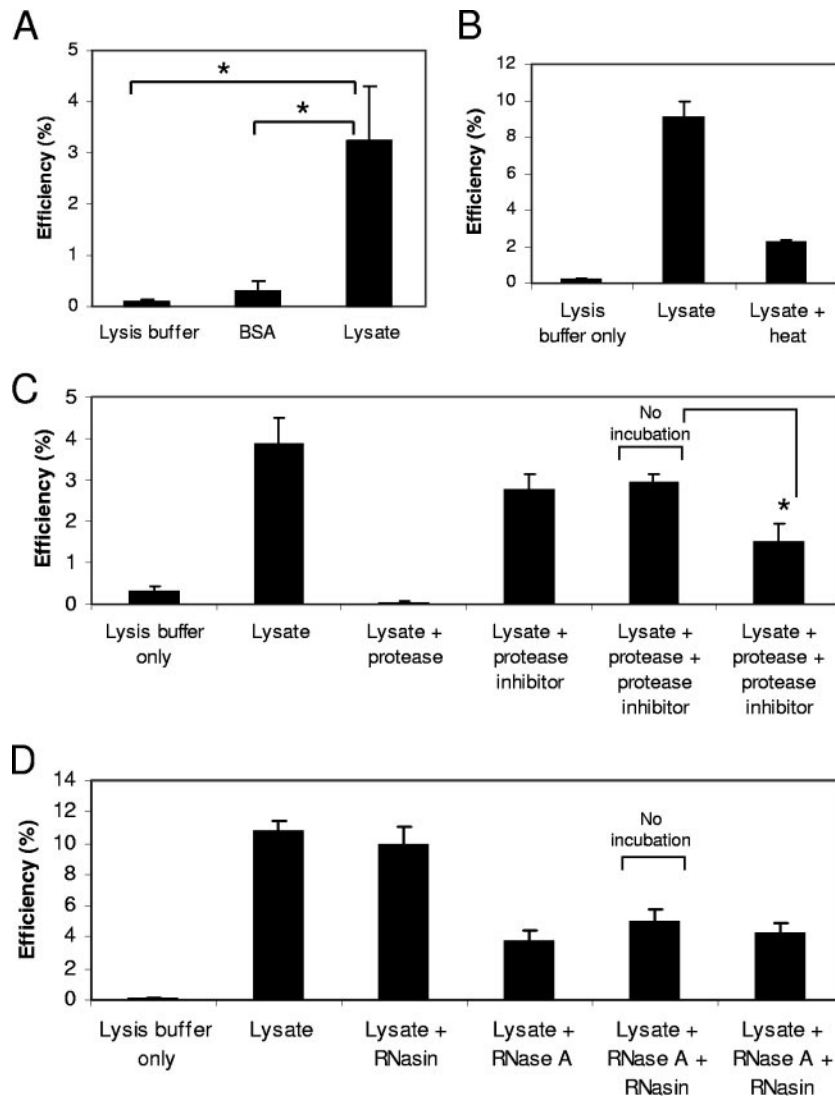 A
Efficiency (%)
5
4
3
2
1
0
*
*
Lysis buffer
BSA
Lysate
B
Efficiency (%)
12
10
8
6
4
2
0
Lysis
buffer only
Lysate
Lysate +
heat
C
Efficiency (%)
5
4
3
2
1
0
No
incubation
*
Lysis buffer
only
Lysate
Lysate +
protease
Lysate +
protease
inhibitor
Lysate +
protease +
protease
inhibitor
Lysate +
protease +
protease
inhibitor
D
Efficiency (%)
14
12
10
8
6
4
2
0
No
incubation
Lysis buffer
only
Lysate
Lysate +
RNasin
Lysate +
RNase A
Lysate +
RNase A +
RNasin
Lysate +
RNase A +
RNasin